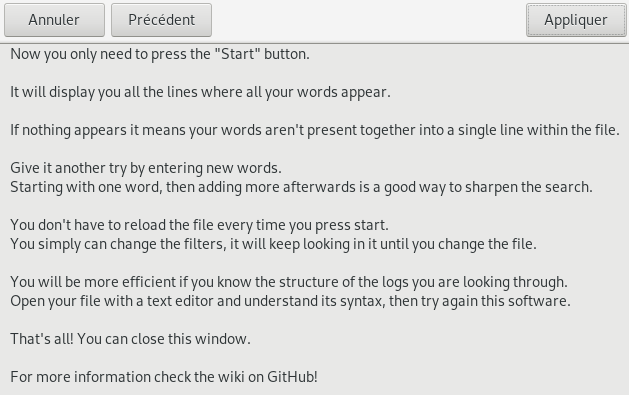 Annuler
Précédent
Appliquer
Now you only need to press the "Start" button.
It will display you all the lines where all your words appear.
If nothing appears it means your words aren't present together into a single line within the file.
Give it another try by entering new words.
Starting with one word, then adding more afterwards is a good way to sharpen the search.
You don't have to reload the file every time you press start.
You simply can change the filters, it will keep looking in it until you change the file.
You will be more efficient if you know the structure of the logs you are looking through.
Open your file with a text editor and understand its syntax, then try again this software.
That's all! You can close this window.
For more information check the wiki on GitHub!